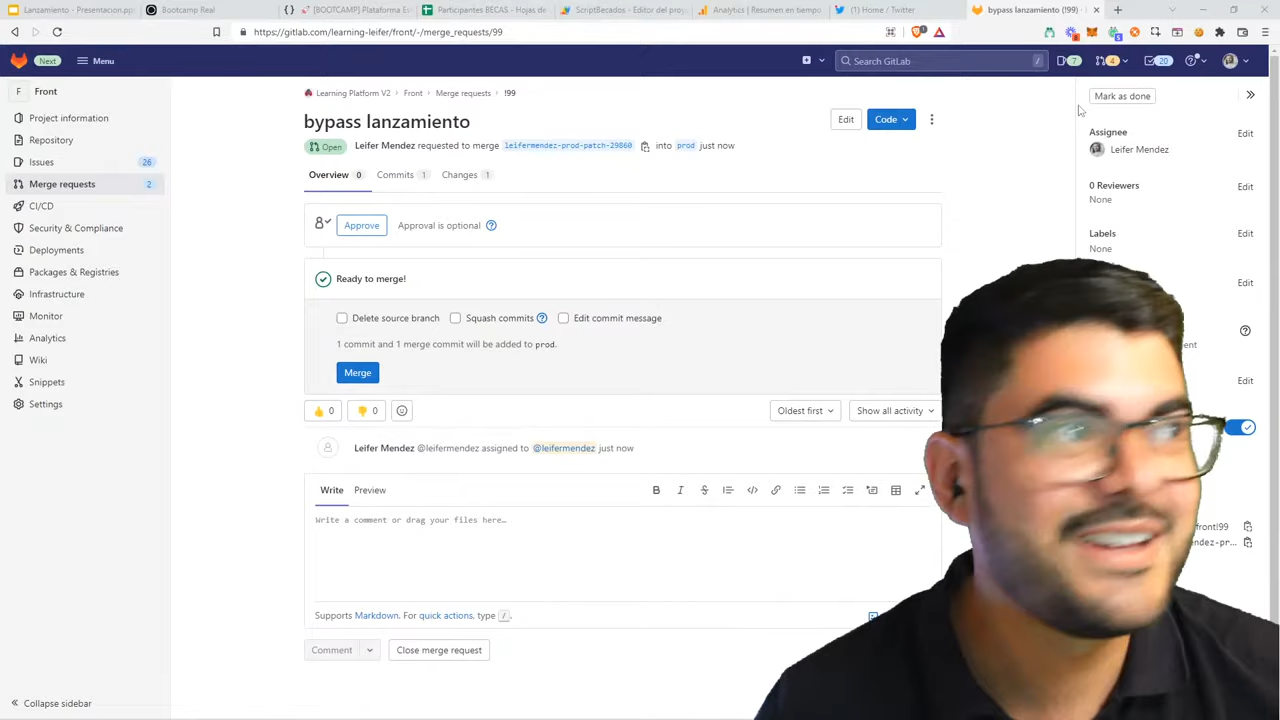 Lanzamiento - Presentacion.pp
Bootcamp Real
[BOOTCAMP] Plataforma Es
Participantes BECAS - Hojas de
ScriptBecados - Editor del proy
Analytics | Resumen en tiempo
(1) Home / Twitter
bypass lanzamiento (!99) ·
https://gitlab.com/learning-leifer/front/-/merge_requests/99
Next
Menu
Search GitLab
/
7
4
20
F
Front
Project information
Repository
Issues
26
Merge requests
2
CI/CD
Security & Compliance
Deployments
Packages & Registries
Infrastructure
Monitor
Analytics
Wiki
Snippets
Settings
Collapse sidebar
Learning Platform V2 > Front > Merge requests > !99
bypass lanzamiento
Edit
Code
Open
Leifer Mendez requested to merge leifermendez-prod-patch-29860 into prod just now
Overview 0
Commits 1
Changes 1
Approve
Approval is optional
Ready to merge!
Delete source branch
Squash commits
Edit commit message
1 commit and 1 merge commit will be added to prod.
Merge
0
0
Oldest first
Show all activity
Leifer Mendez @leifermendez assigned to @leifermendez just now
Write
Preview
Write a comment or drag your files here…
Supports Markdown. For quick actions, type /.
Comment
Close merge request
Mark as done
Assignee
Edit
Leifer Mendez
0 Reviewers
Edit
None
Labels
Edit
None
Edit
Edit
front!99